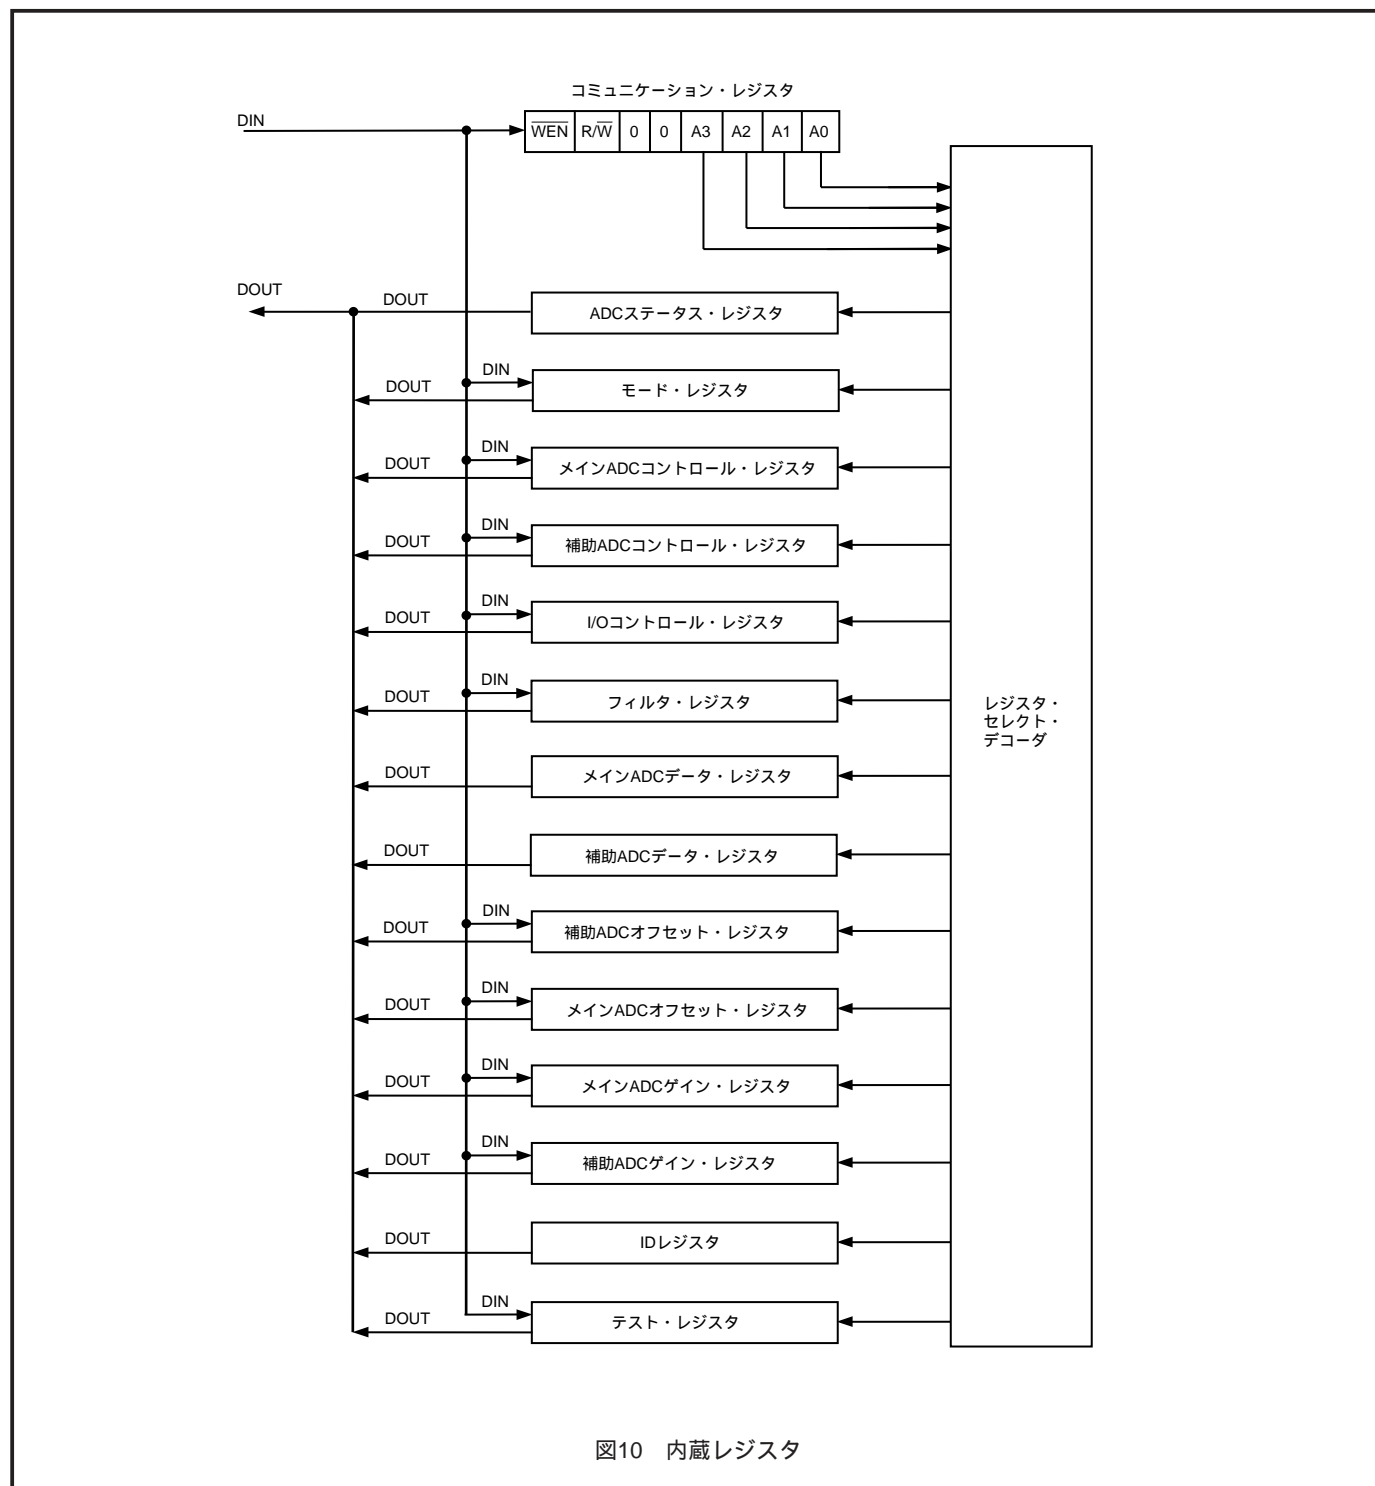 コミュニケーション・レジスタ
DIN
WEN R/W 0 0 A3 A2 A1 A0
DOUT
DOUT
ADCステータス・レジスタ
DIN
DOUT
モード・レジスタ
DIN
DOUT
メインADCコントロール・レジスタ
DIN
DOUT
補助ADCコントロール・レジスタ
DIN
DOUT
I/Oコントロール・レジスタ
DIN
DOUT
フィルタ・レジスタ
レジスタ・
セレクト・
デコーダ
DOUT
メインADCデータ・レジスタ
DOUT
補助ADCデータ・レジスタ
DIN
DOUT
補助ADCオフセット・レジスタ
DIN
DOUT
メインADCオフセット・レジスタ
DIN
DOUT
メインADCゲイン・レジスタ
DIN
DOUT
補助ADCゲイン・レジスタ
DOUT
IDレジスタ
DIN
DOUT
テスト・レジスタ
図10 内蔵レジスタ